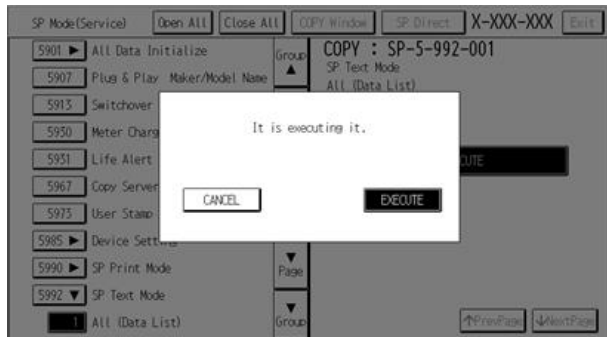 SP Mode(Service) Open All Close All COPY Window SP Direct X-XXX-XXX Exit
5901 ► All Data Initialize
5907 Plug & Play Maker/Model Name
5913 Switchover
5930 Meter Charg
5931 Life Alert
5967 Copy Server
5973 User Stamp
5985 ► Device Sett
5990 ► SP Print Mode
5992 ▼ SP Text Mode
1 All (Data List)
Group
▲
▼
Page
▼
Group
COPY : SP-5-992-001
SP Text Mode
All (Data List)
It is executing it.
CANCEL EXECUTE
CUTE
↑PrevPage ↓NextPage